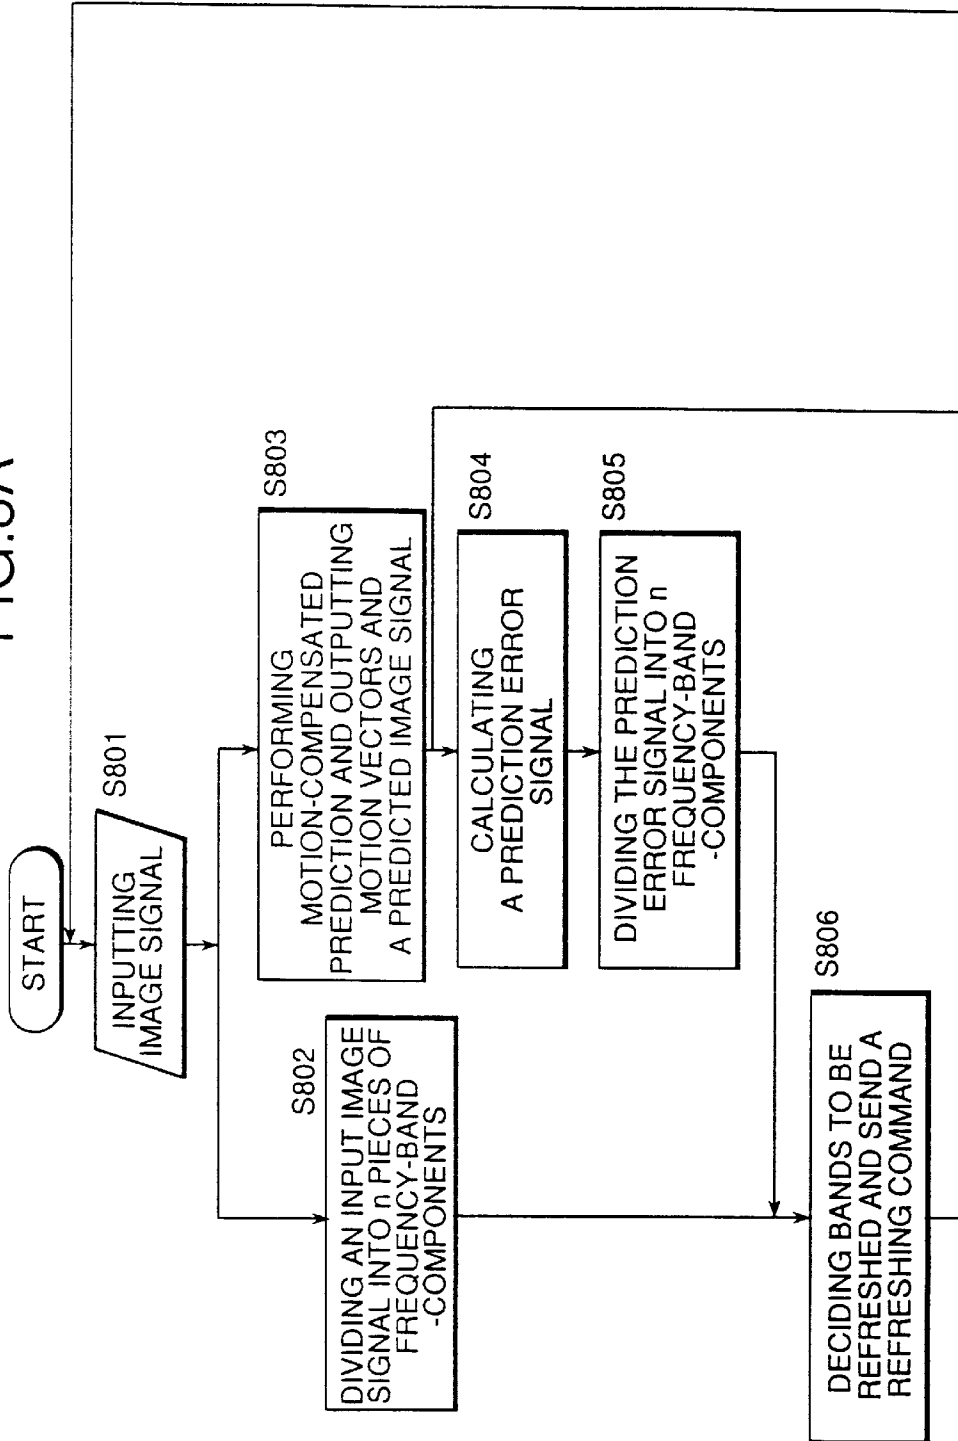 START
INPUTTING
IMAGE SIGNAL
S801
S802
DIVIDING AN INPUT IMAGE
SIGNAL INTO n PIECES OF
FREQUENCY-BAND
-COMPONENTS
S803
PERFORMING
MOTION-COMPENSATED
PREDICTION AND OUTPUTTING
MOTION VECTORS AND
A PREDICTED IMAGE SIGNAL
S804
CALCULATING
A PREDICTION ERROR
SIGNAL
S805
DIVIDING THE PREDICTION
ERROR SIGNAL INTO n
FREQUENCY-BAND
-COMPONENTS
S806
DECIDING BANDS TO BE
REFRESHED AND SEND A
REFRESHING COMMAND